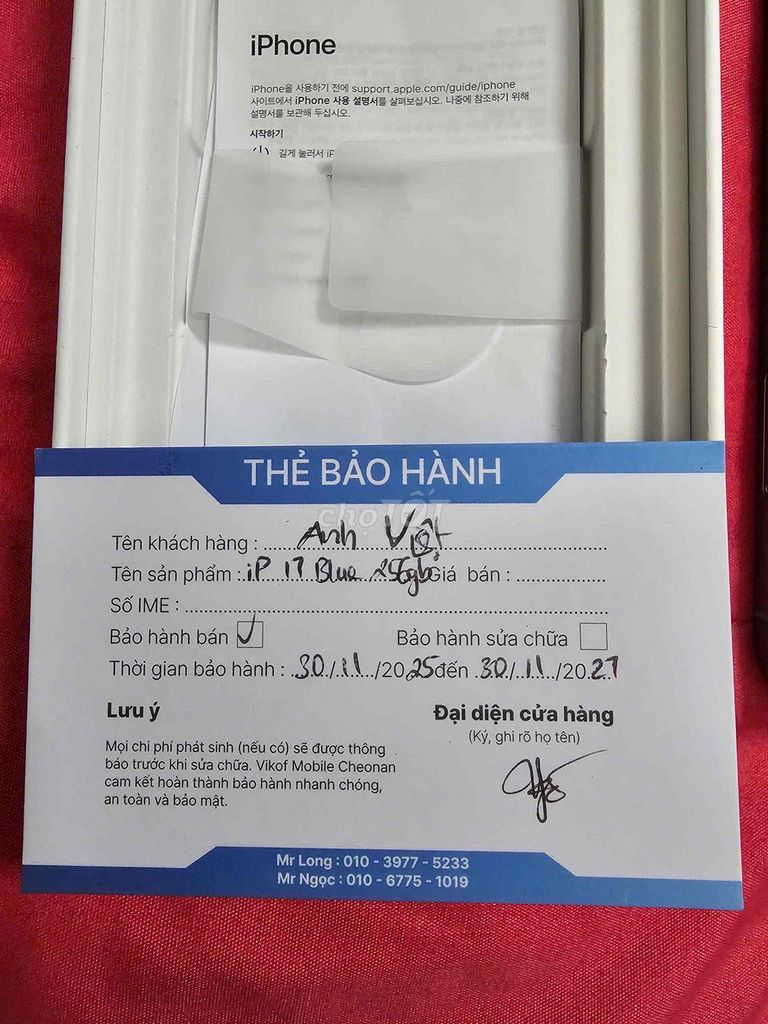 iPhone
iPhone을 사용하기 전에 support.apple.com/guide/iphone
사이트에서 iPhone 사용 설명서를 살펴보십시오. 나중에 참조하기 위해
설명서를 보관해 두십시오.
시작하기
길게 눌러서 iP
THẺ BẢO HÀNH
chợTỐT
Tên khách hàng : Anh Việt
Tên sản phẩm : iP 17 Blue 256gb Giá bán :
Số IME :
Bảo hành bán ✓ Bảo hành sửa chữa
Thời gian bảo hành : 30/11/2025 đến 30/11/2027
Lưu ý
Mọi chi phí phát sinh (nếu có) sẽ được thông
báo trước khi sửa chữa. Vikof Mobile Cheonan
cam kết hoàn thành bảo hành nhanh chóng,
an toàn và bảo mật.
Đại diện cửa hàng
(Ký, ghi rõ họ tên)
Mr Long : 010 - 3977 - 5233
Mr Ngọc : 010 - 6775 - 1019